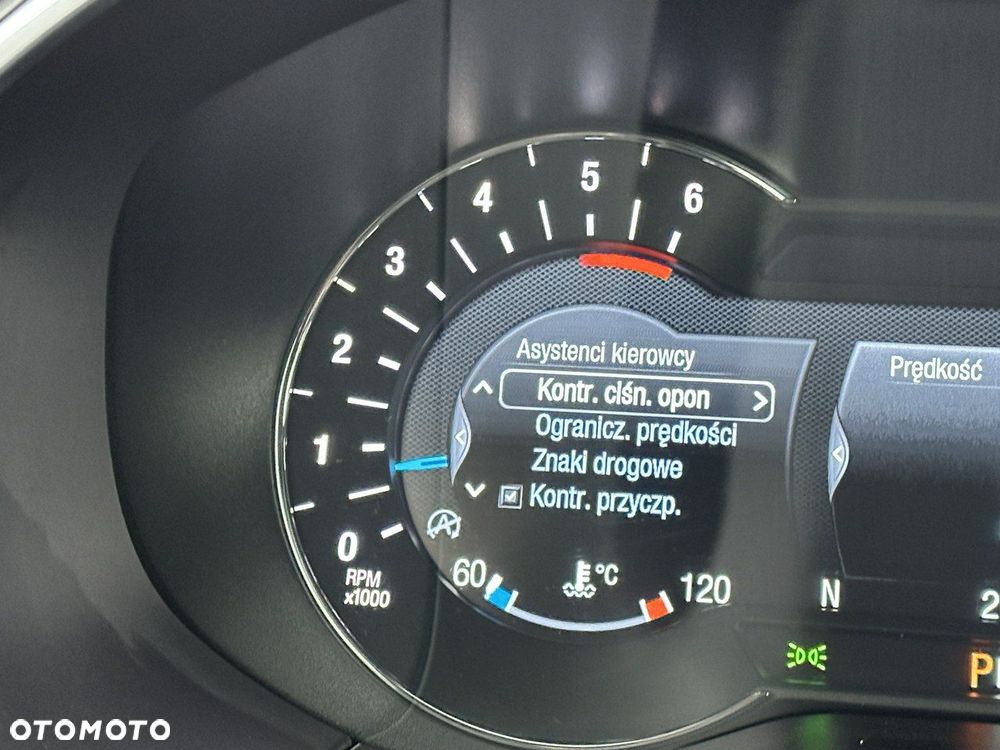 6
5
4
3
2
1
0
RPM
x1000
Asystenci kierowcy
Kontr. ciśn. opon
Ogranicz. prędkości
Znaki drogowe
Kontr. przyczp.
Prędkość
A
60
°C
120
N
2
P
OTOMOTO